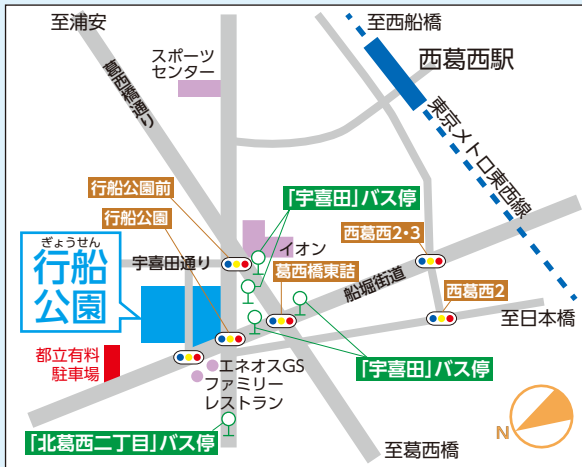 至浦安
至西船橋
スポーツ
センター
西葛西駅
葛西橋通り
東京メトロ東西線
行船公園前
「宇喜田」バス停
行船公園
西葛西2・3
イオン
ぎょうせん
行船
公園
宇喜田通り
葛西橋東詰
船堀街道
西葛西2
至日本橋
都立有料
駐車場
エネオスGS
ファミリー
レストラン
「宇喜田」バス停
「北葛西二丁目」バス停
至葛西橋
N